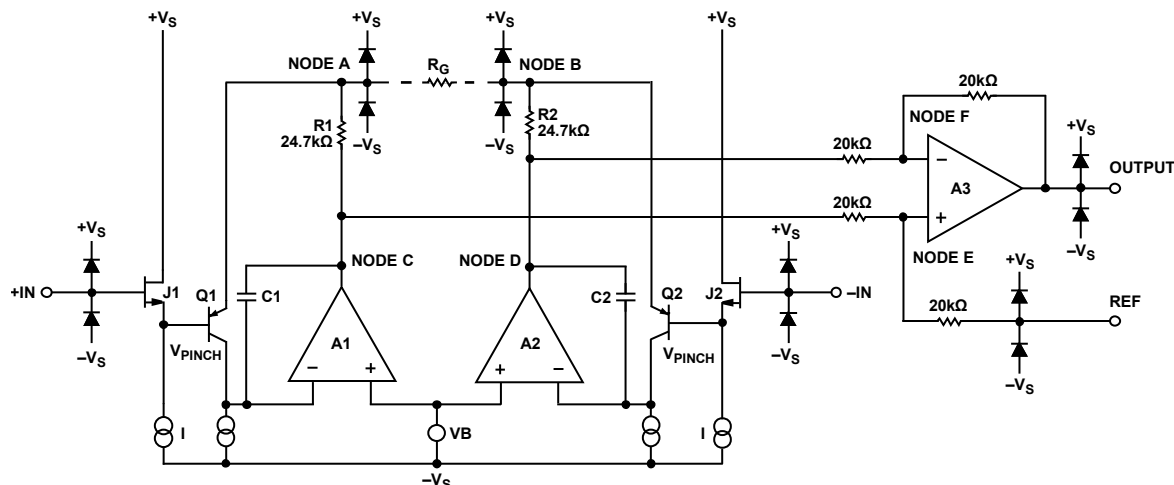 +VS +VS +VS +VS
NODE A RG NODE B
20kΩ
R1
24.7kΩ
R2
24.7kΩ
–VS –VS
NODE F
20kΩ
+VS
–
A3
OUTPUT
20kΩ
+
+VS
–VS
NODE C NODE D
NODE E
+VS
+VS
+IN J1 Q1 C1 C2 Q2 J2 –IN
20kΩ
REF
–VS VPINCH A1 A2 VPINCH –VS
–VS
– + + –
I VB I
–VS